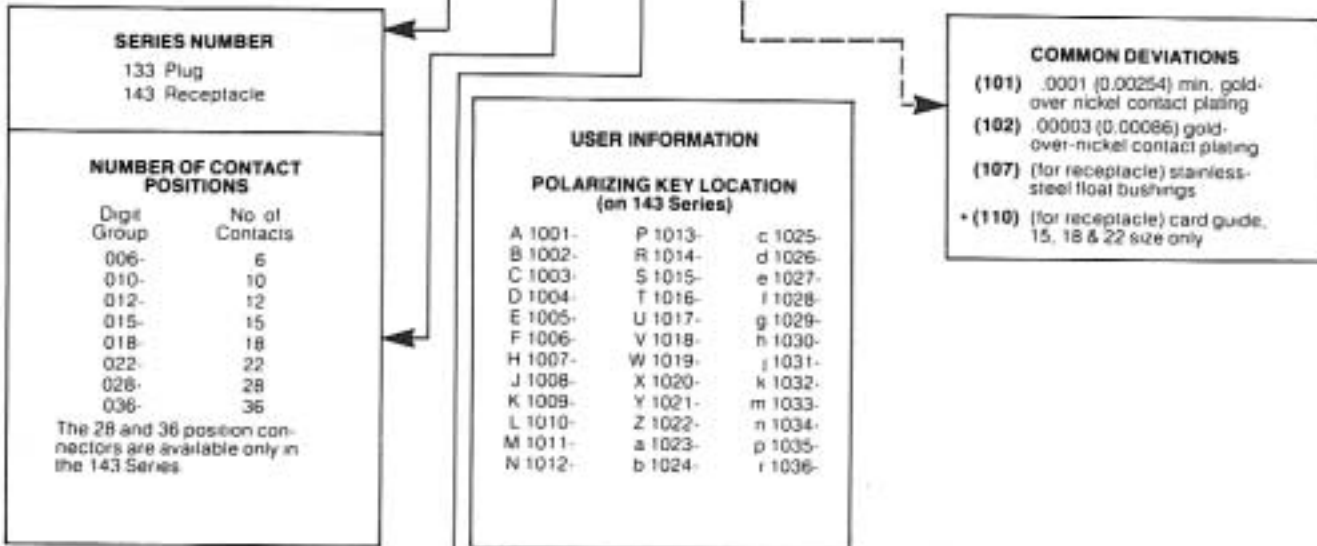 SERIES NUMBER
133 Plug
143 Receptacle
NUMBER OF CONTACT
POSITIONS
Digit Group No. of Contacts
006- 6
010- 10
012- 12
015- 15
018- 18
022- 22
028- 28
036- 36
The 28 and 36 position con-
nectors are available only in
the 143 Series
USER INFORMATION
POLARIZING KEY LOCATION
(on 143 Series)
A 1001- P 1013- c 1025-
B 1002- R 1014- d 1026-
C 1003- S 1015- e 1027-
D 1004- T 1016- f 1028-
E 1005- U 1017- g 1029-
F 1006- V 1018- h 1030-
H 1007- W 1019- j 1031-
J 1008- X 1020- k 1032-
K 1009- Y 1021- m 1033-
L 1010- Z 1022- n 1034-
M 1011- a 1023- p 1035-
N 1012- b 1024- r 1036-
COMMON DEVIATIONS
(101) .0001 (0.00254) min. gold-
over nickel contact plating
(102) .00003 (0.00086) gold-
over-nickel contact plating
(107) (for receptacle) stainless-
steel float bushings
• (110) (for receptacle) card guide,
15, 18 & 22 size only